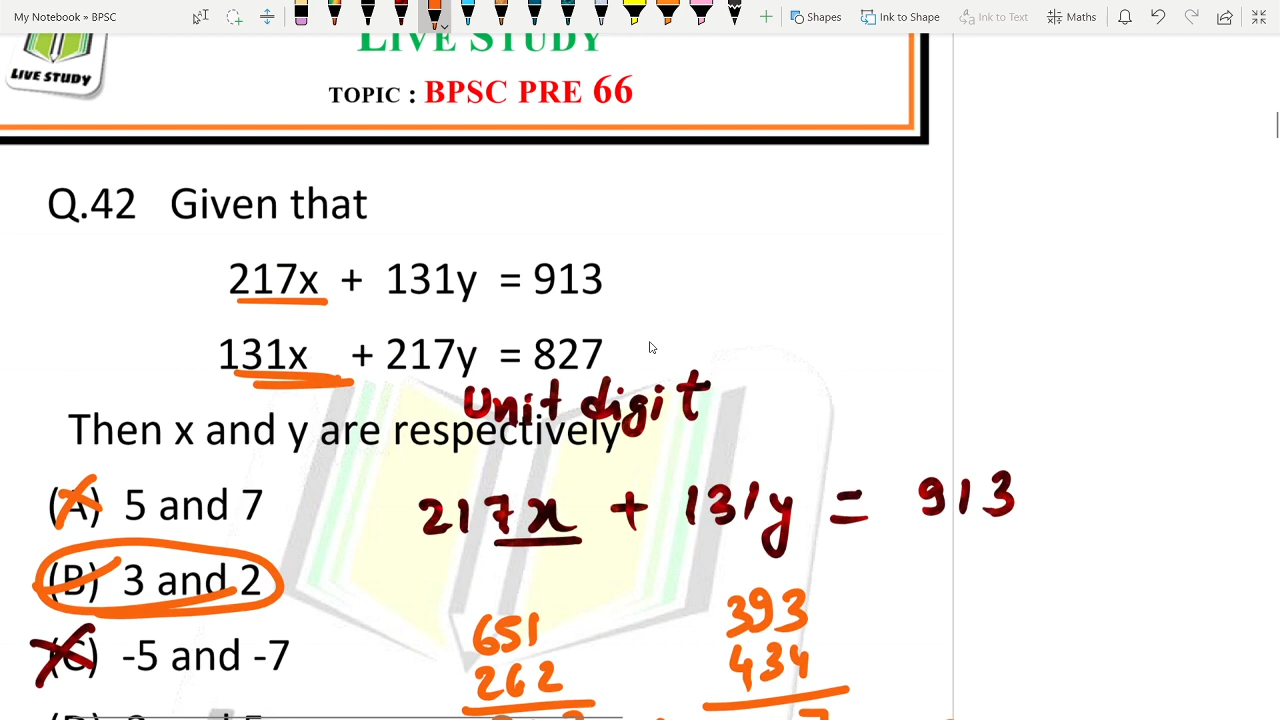 My Notebook » BPSC
Shapes
Ink to Shape
Ink to Text
Maths
LIVE STUDY
LIVE STUDY
TOPIC : BPSC PRE 66
Q.42 Given that
217x + 131y = 913
131x + 217y = 827
Unit digit
Then x and y are respectively
(A) 5 and 7
217x + 131y = 913
(B) 3 and 2
651
393
262
434
(C) -5 and -7